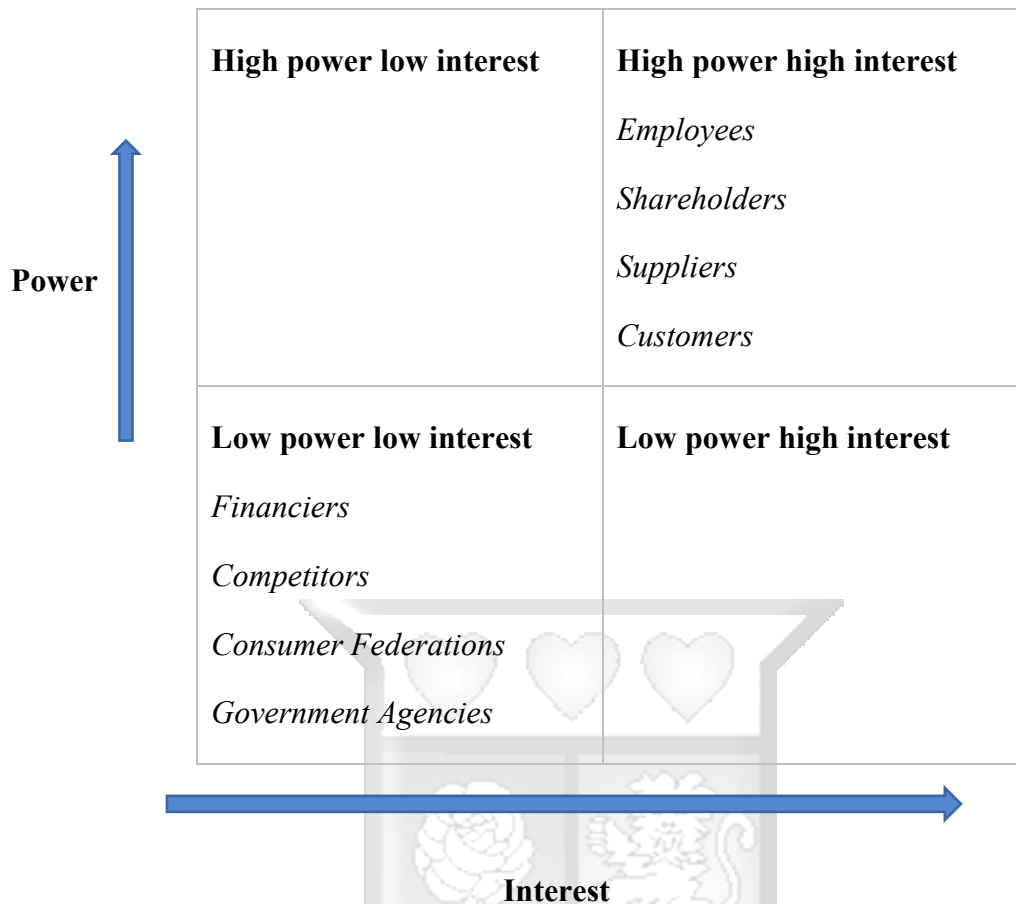 High power low interest
High power high interest
Employees
Shareholders
Suppliers
Customers
Power
Low power low interest
Financiers
Competitors
Consumer Federations
Government Agencies
Low power high interest
Interest